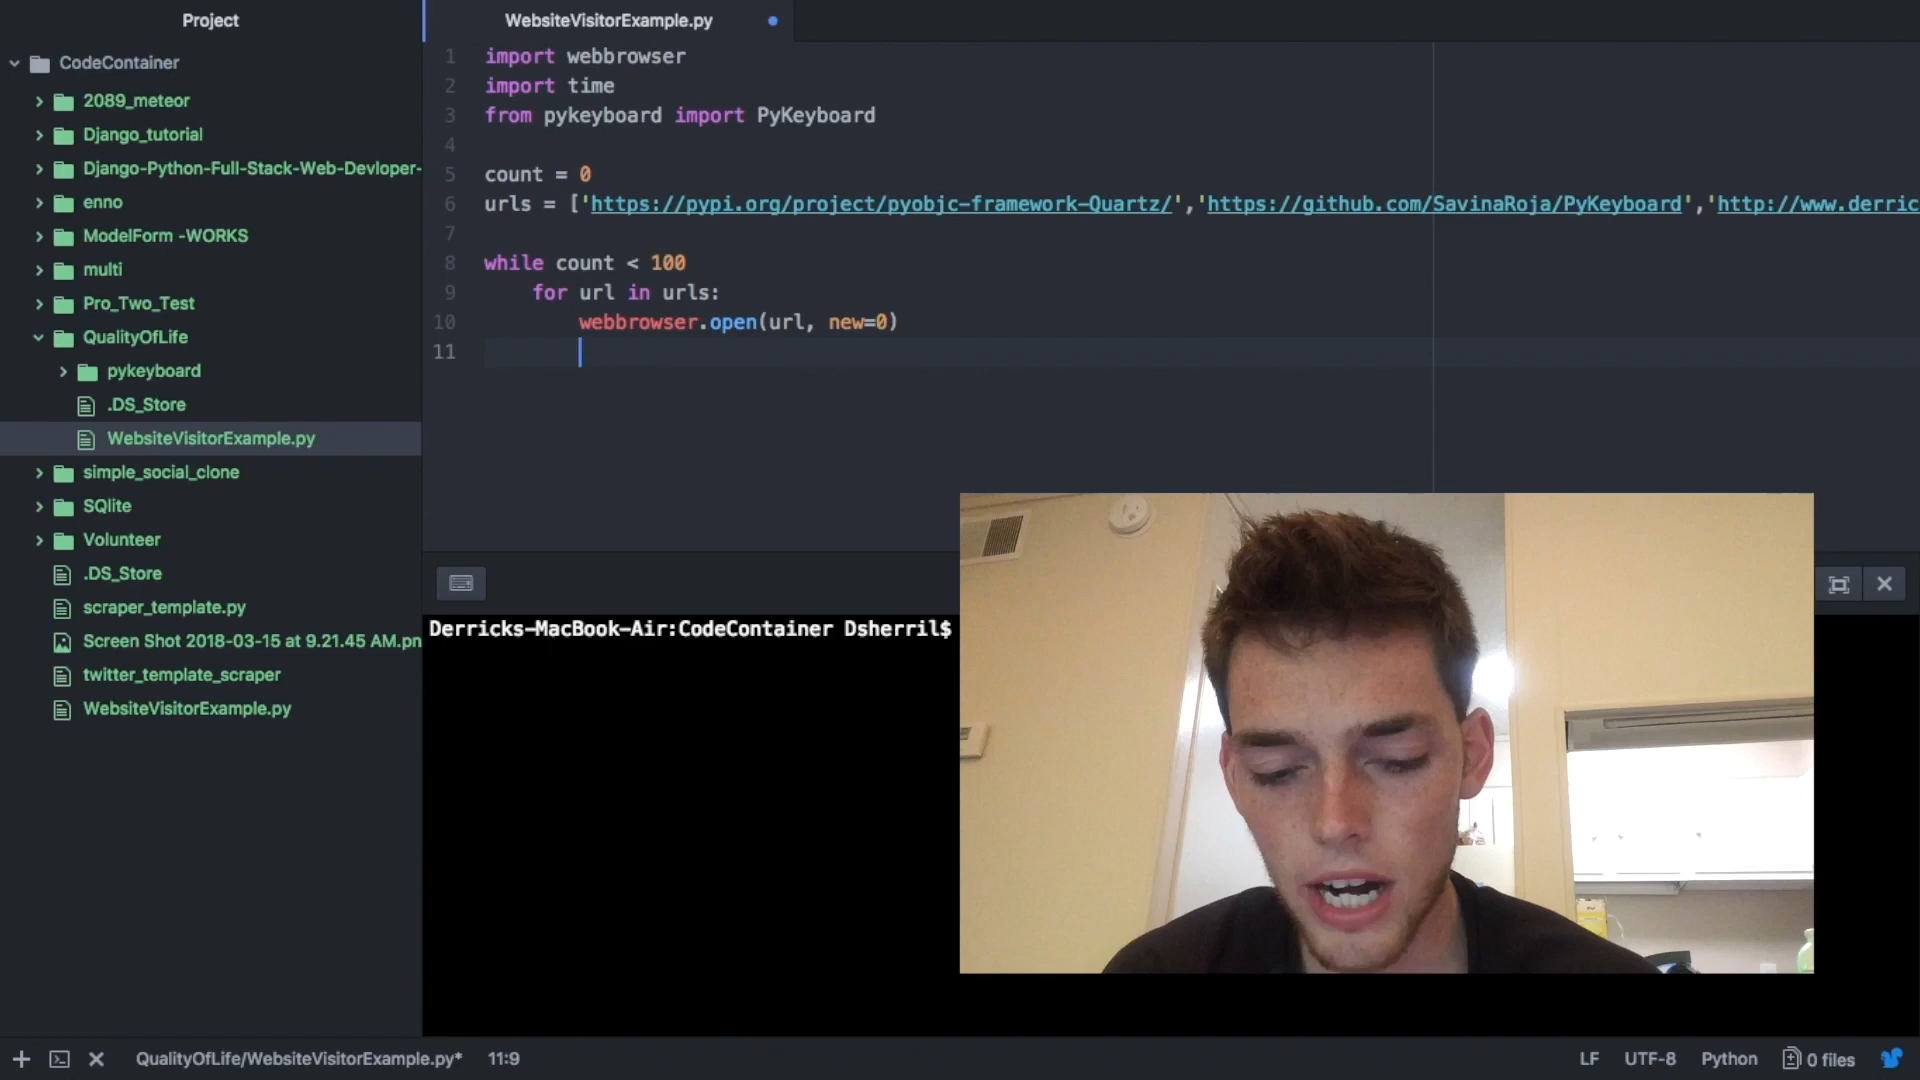 Project
CodeContainer
2089_meteor
Django_tutorial
Django-Python-Full-Stack-Web-Devloper-
enno
ModelForm -WORKS
multi
Pro_Two_Test
QualityOfLife
pykeyboard
.DS_Store
WebsiteVisitorExample.py
simple_social_clone
SQlite
Volunteer
.DS_Store
scraper_template.py
Screen Shot 2018-03-15 at 9.21.45 AM.pn
twitter_template_scraper
WebsiteVisitorExample.py
WebsiteVisitorExample.py
1 import webbrowser
2 import time
3 from pykeyboard import PyKeyboard
4
5 count = 0
6 urls = ['https://pypi.org/project/pyobjc-framework-Quartz/','https://github.com/SavinaRoja/PyKeyboard','http://www.derric
7
8 while count < 100
9 for url in urls:
10 webbrowser.open(url, new=0)
11
Derricks-MacBook-Air:CodeContainer Dsherril$
QualityOfLife/WebsiteVisitorExample.py* 11:9 LF UTF-8 Python 0 files